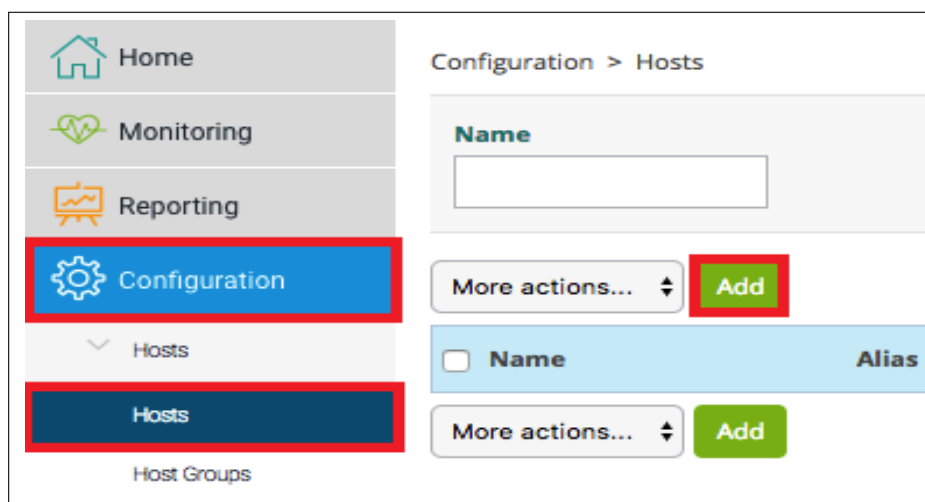 Home
Monitoring
Reporting
Configuration
Hosts
Hosts
Host Groups
Configuration > Hosts
Name
More actions... Add
Name Alias
More actions... Add